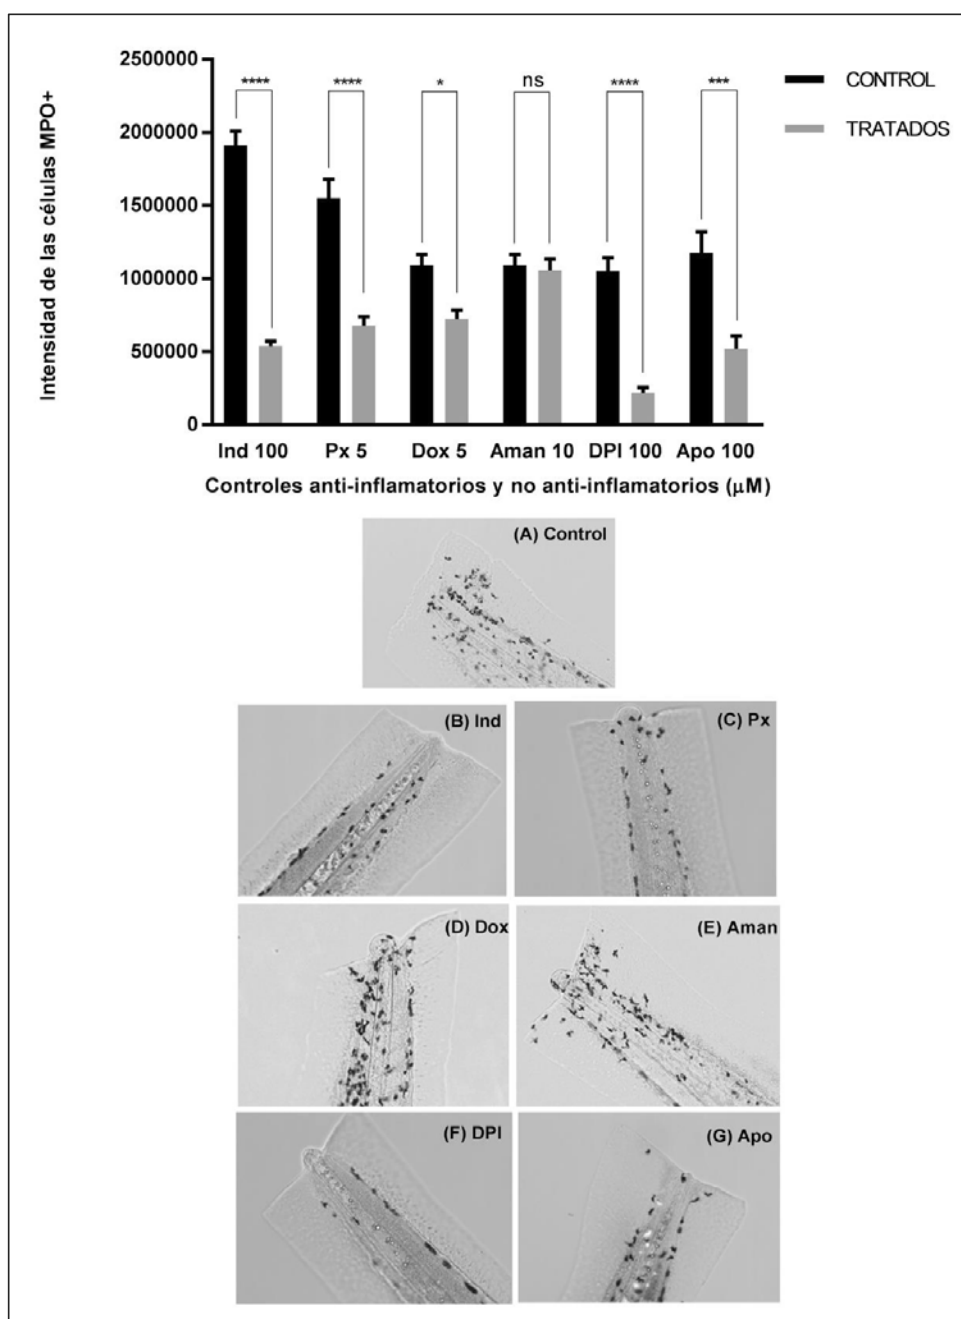 2500000
2000000
1500000
1000000
500000
0
Intensidad de las células MPO+
**** **** * ns **** ***
CONTROL
TRATADOS
Ind 100 Px 5 Dox 5 Aman 10 DPI 100 Apo 100
Controles anti-inflamatorios y no anti-inflamatorios (μM)
(A) Control
(B) Ind
(C) Px
(D) Dox
(E) Aman
(F) DPI
(G) Apo